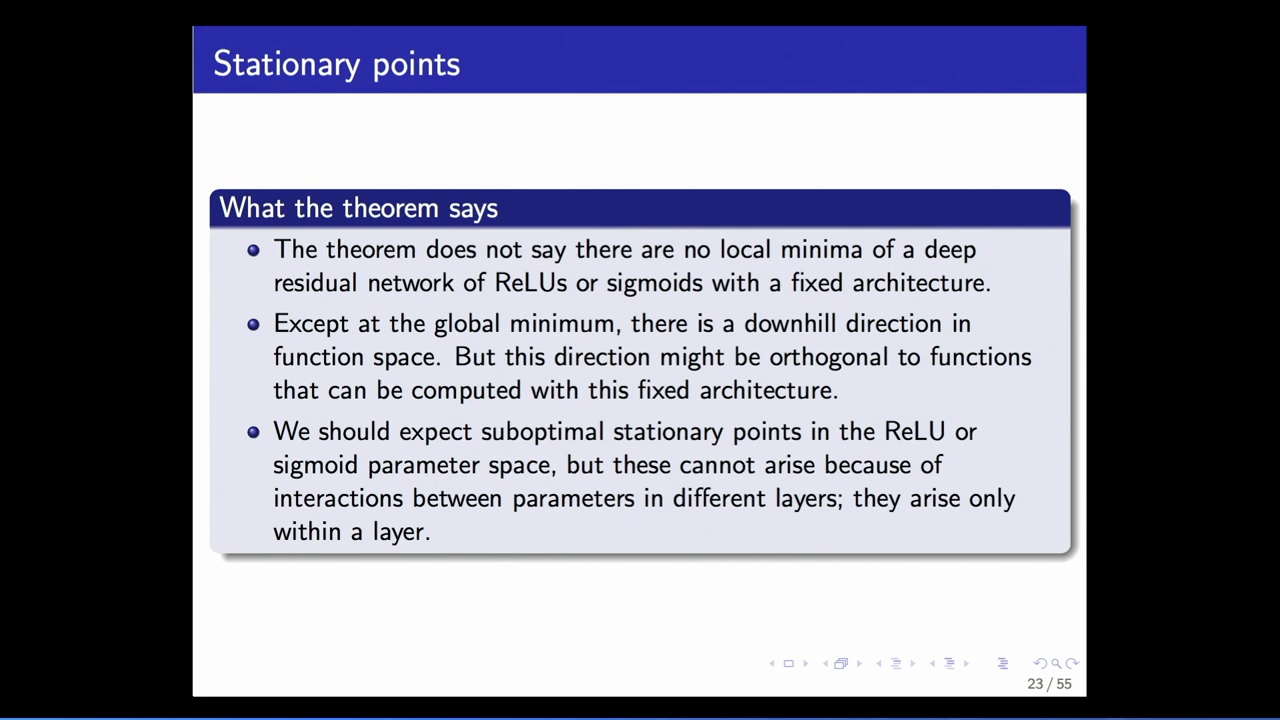 Stationary points
What the theorem says
The theorem does not say there are no local minima of a deep
residual network of ReLUs or sigmoids with a fixed architecture.
Except at the global minimum, there is a downhill direction in
function space. But this direction might be orthogonal to functions
that can be computed with this fixed architecture.
We should expect suboptimal stationary points in the ReLU or
sigmoid parameter space, but these cannot arise because of
interactions between parameters in different layers; they arise only
within a layer.
23 / 55